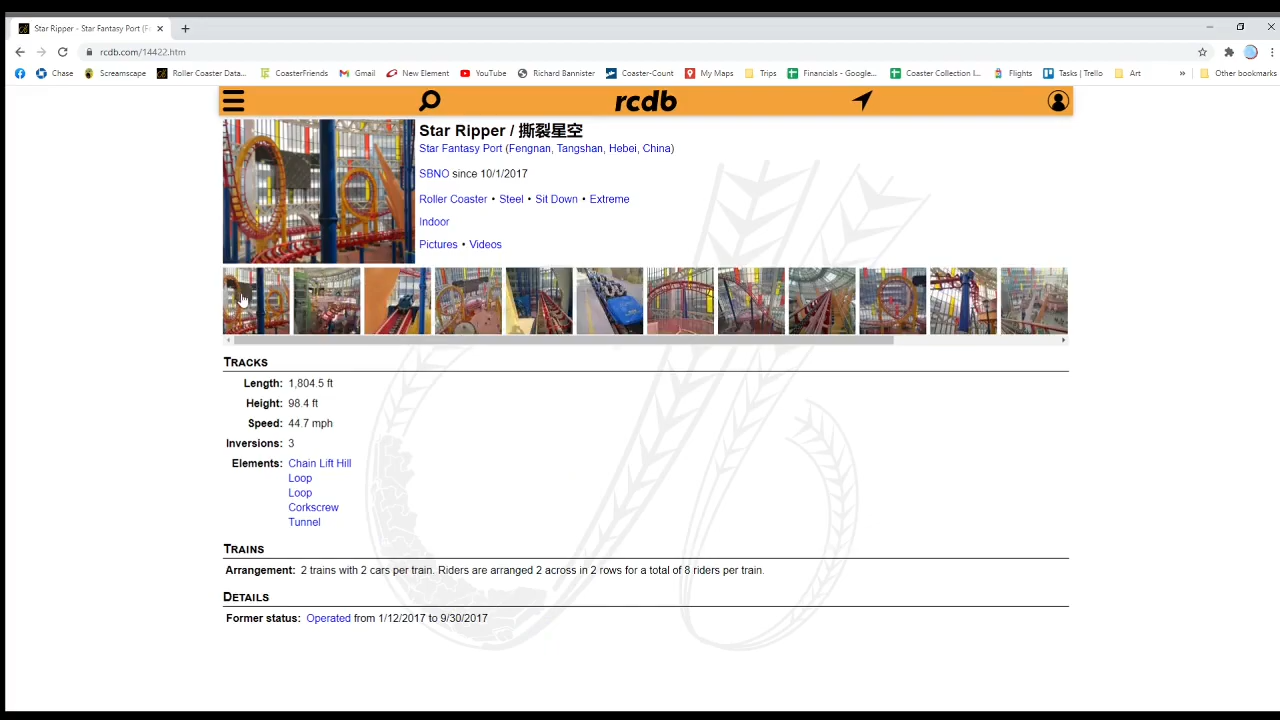 Star Ripper - Star Fantasy Port (F
rcdb.com/14422.htm
Chase Screamscape Roller Coaster Data... CoasterFriends Gmail New Element YouTube Richard Bannister Coaster-Count My Maps Trips Financials - Google... Coaster Collection I... Flights Tasks | Trello Art » Other bookmarks
rcdb
Star Ripper / 撕裂星空
Star Fantasy Port (Fengnan, Tangshan, Hebei, China)
SBNO since 10/1/2017
Roller Coaster • Steel • Sit Down • Extreme
Indoor
Pictures • Videos
TRACKS
Length: 1,804.5 ft
Height: 98.4 ft
Speed: 44.7 mph
Inversions: 3
Elements: Chain Lift Hill
Loop
Loop
Corkscrew
Tunnel
TRAINS
Arrangement: 2 trains with 2 cars per train. Riders are arranged 2 across in 2 rows for a total of 8 riders per train.
DETAILS
Former status: Operated from 1/12/2017 to 9/30/2017